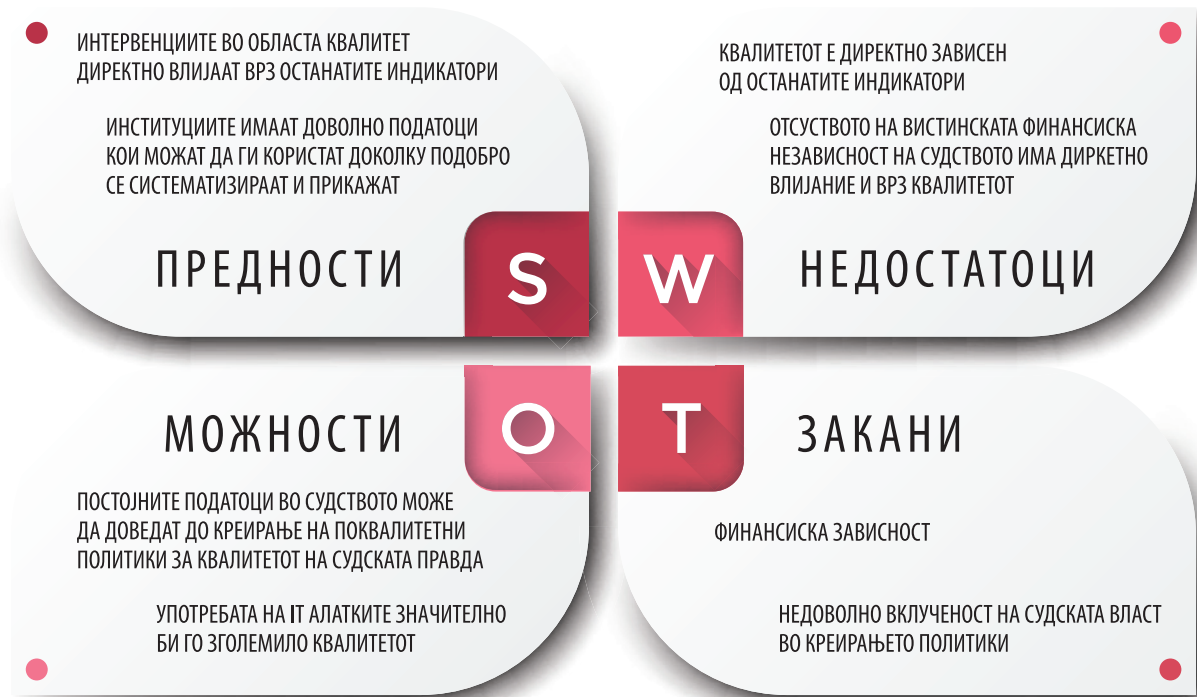 ИНТЕРВЕНЦИИТЕ ВО ОБЛАСТА КВАЛИТЕТ
ДИРЕКТНО ВЛИЈААТ ВРЗ ОСТАНАТИТЕ ИНДИКАТОРИ
ИНСТИТУЦИИТЕ ИМААТ ДОВОЛНО ПОДАТОЦИ
КОИ МОЖАТ ДА ГИ КОРИСТАТ ДОКОЛКУ ПОДОБРО
СЕ СИСТЕМАТИЗИРААТ И ПРИКАЖАТ
ПРЕДНОСТИ
S
КВАЛИТЕТОТ Е ДИРЕКТНО ЗАВИСЕН
ОД ОСТАНАТИТЕ ИНДИКАТОРИ
ОТСУСТВОТО НА ВИСТИНСКАТА ФИНАНСИСКА
НЕЗАВИСНОСТ НА СУДСТВОТО ИМА ДИРКЕТНО
ВЛИЈАНИЕ И ВРЗ КВАЛИТЕТОТ
W
НЕДОСТАТОЦИ
МОЖНОСТИ
O
ПОСТОЈНИТЕ ПОДАТОЦИ ВО СУДСТВОТО МОЖЕ
ДА ДОВЕДАТ ДО КРЕИРАЊЕ НА ПОКВАЛИТЕТНИ
ПОЛИТИКИ ЗА КВАЛИТЕТОТ НА СУДСКАТА ПРАВДА
УПОТРЕБАТА НА IT АЛАТКИТЕ ЗНАЧИТЕЛНО
БИ ГО ЗГОЛЕМИЛО КВАЛИТЕТОТ
T
ЗАКАНИ
ФИНАНСИСКА ЗАВИСНОСТ
НЕДОВОЛНО ВКЛУЧЕНОСТ НА СУДСКАТА ВЛАСТ
ВО КРЕИРАЊЕТО ПОЛИТИКИ